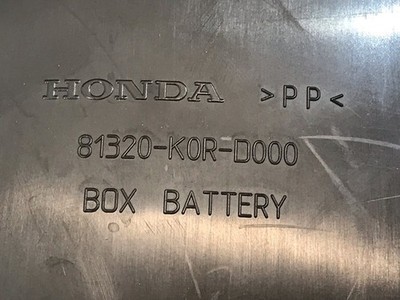 HONDA >PP<
81320-K0R-D000
BOX BATTERY